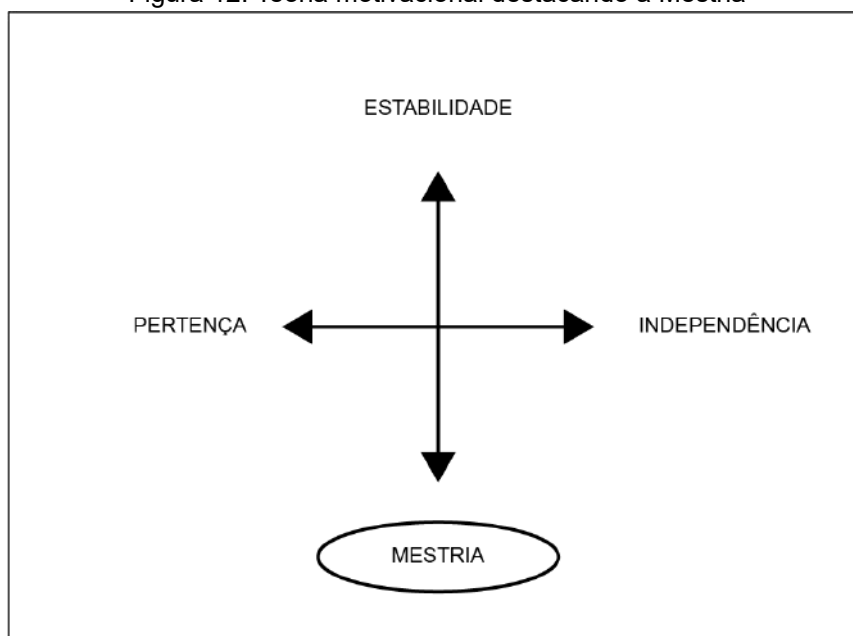 Figura 12: Teoria motivacional destacando a Mestria
ESTABILIDADE
PERTENÇA
INDEPENDÊNCIA
MESTRIA